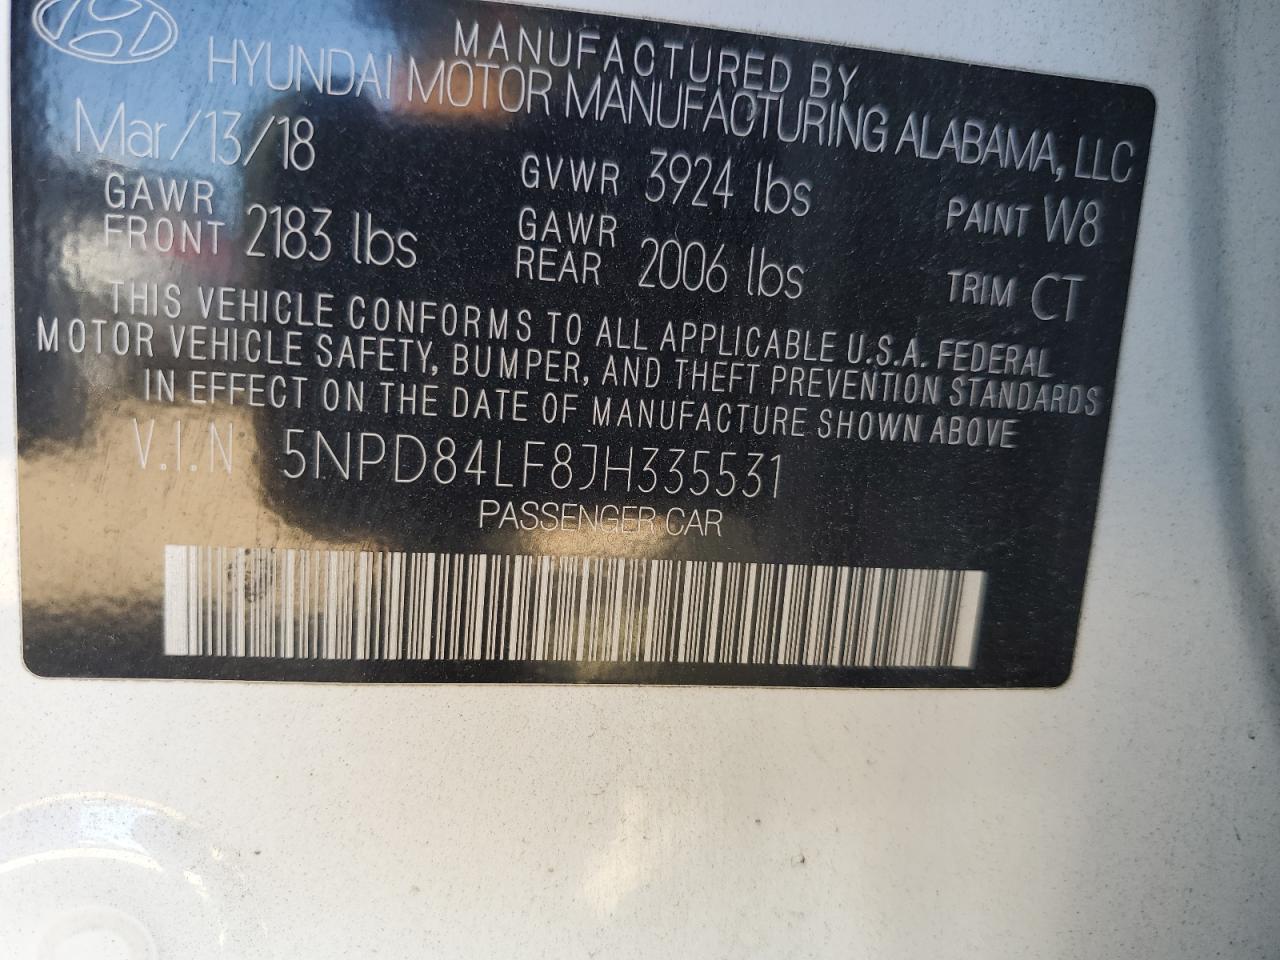 MANUFACTURED BY
HYUNDAI MOTOR MANUFACTURING ALABAMA, LLC
Mar/13/18
GVWR 3924 lbs
PAINT W8
GAWR FRONT 2183 lbs
GAWR REAR 2006 lbs
TRIM CT
THIS VEHICLE CONFORMS TO ALL APPLICABLE U.S.A. FEDERAL
MOTOR VEHICLE SAFETY, BUMPER, AND THEFT PREVENTION STANDARDS
IN EFFECT ON THE DATE OF MANUFACTURE SHOWN ABOVE
V.I.N 5NPD84LF8JH335531
PASSENGER CAR